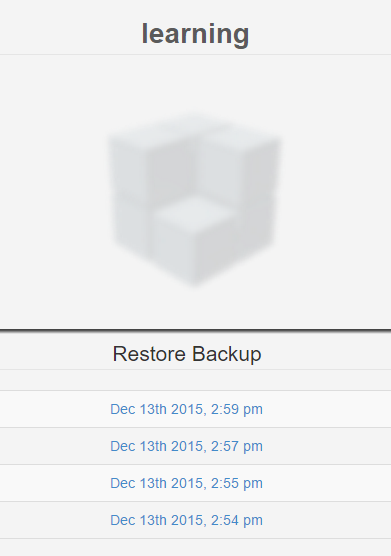 learning
Restore Backup
Dec 13th 2015, 2:59 pm
Dec 13th 2015, 2:57 pm
Dec 13th 2015, 2:55 pm
Dec 13th 2015, 2:54 pm